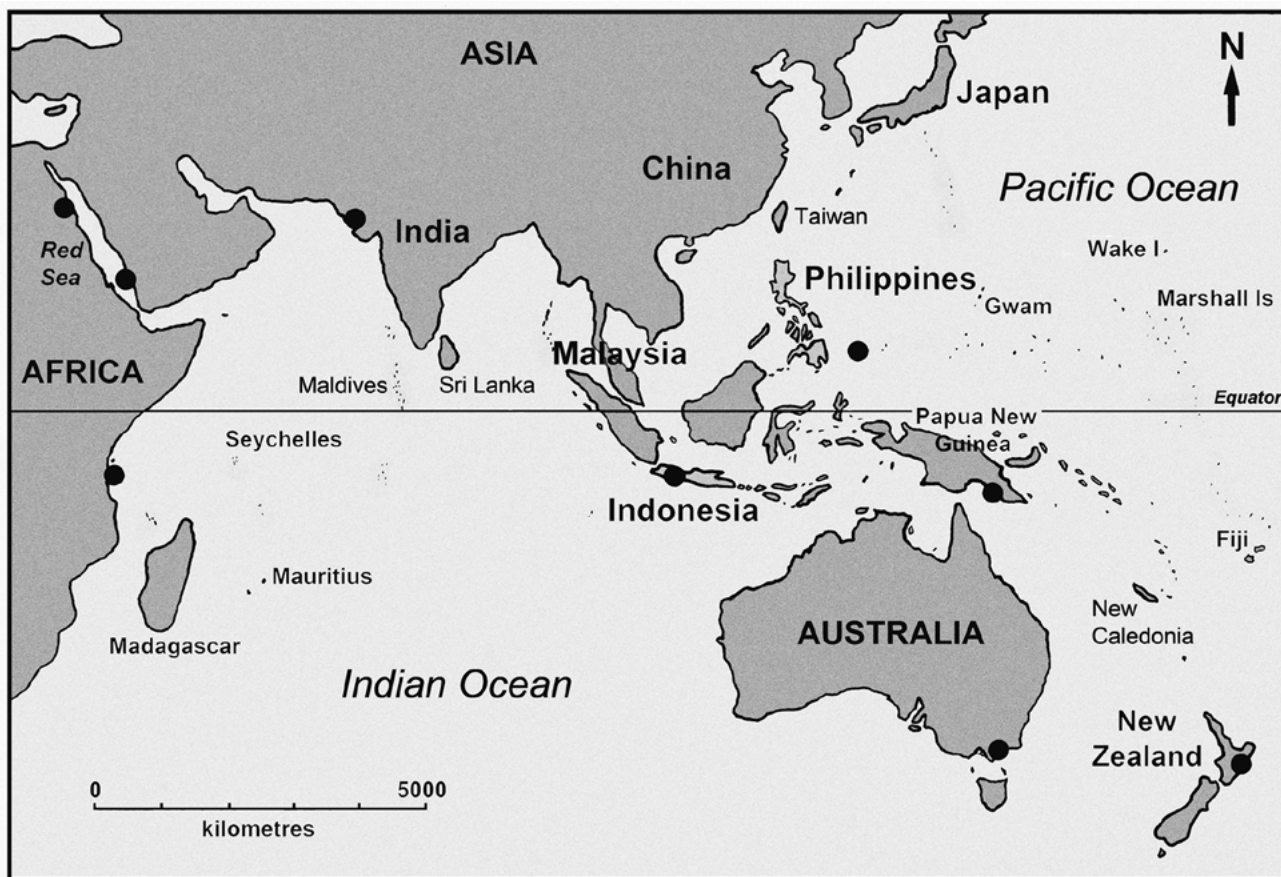 ASIA
N
Japan
China
Pacific Ocean
Taiwan
India
Red
Sea
Wake I
Philippines
Gwam
Marshall Is
Malaysia
AFRICA
Maldives
Sri Lanka
Equator
Papua New
Guinea
Seychelles
Indonesia
Fiji
Mauritius
New
Caledonia
AUSTRALIA
Madagascar
Indian Ocean
New
Zealand
0 5000
kilometres